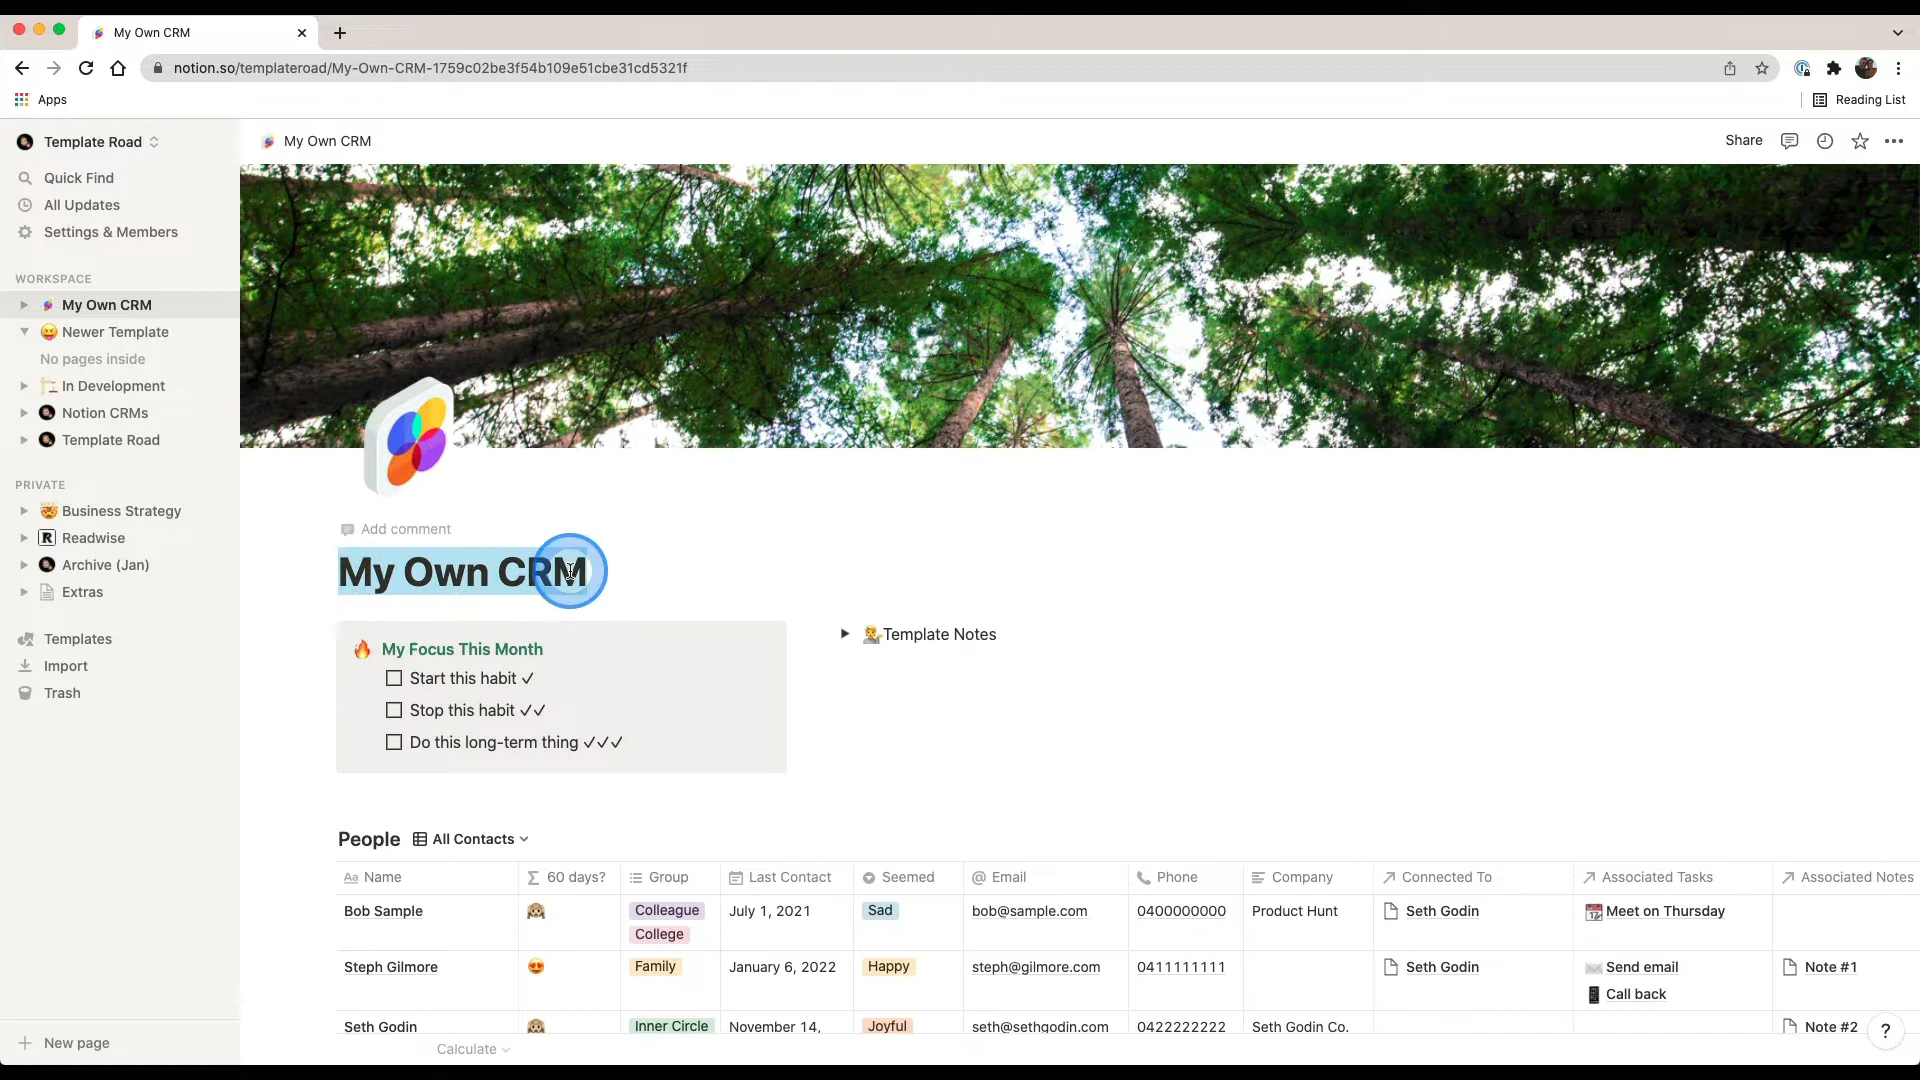 My Own CRM
notion.so/templateroad/My-Own-CRM-1759c02be3f54b109e51cbe31cd5321f
Apps
Reading List
Template Road
My Own CRM
Share
Quick Find
All Updates
Settings & Members
WORKSPACE
My Own CRM
Newer Template
No pages inside
In Development
Notion CRMs
Template Road
PRIVATE
Business Strategy
Readwise
Archive (Jan)
Extras
Templates
Import
Trash
New page
Add comment
My Own CRM
My Focus This Month
Start this habit ✓
Stop this habit ✓✓
Do this long-term thing ✓✓✓
Template Notes
People All Contacts
Aa Name Σ 60 days? Group Last Contact Seemed @ Email Phone Company Connected To Associated Tasks Associated Notes
Bob Sample Colleague July 1, 2021 Sad bob@sample.com 0400000000 Product Hunt Seth Godin Meet on Thursday
College
Steph Gilmore Family January 6, 2022 Happy steph@gilmore.com 0411111111 Seth Godin Send email Note #1
Call back
Seth Godin Inner Circle November 14, Joyful seth@sethgodin.com 0422222222 Seth Godin Co. Note #2
Calculate
?